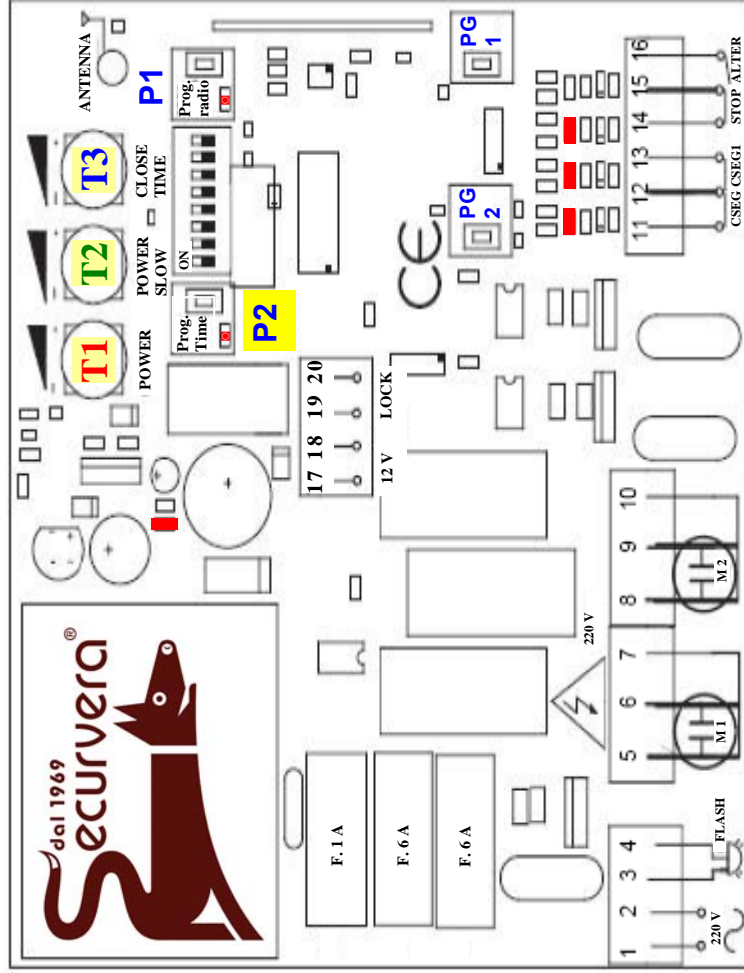 ANTENNA
T1
T2
T3
POWER
POWER
SLOW
CLOSE
TIME
P1
Prog.
radio
ON
Prog.
Time
P2
PG
1
PG
2
CE
17 18 19 20
12 V
LOCK
dal 1969
ecurvera®
F. 1 A
F. 6 A
F. 6 A
220 V
1 2 3 4
220 V
FLASH
5 6 7
M 1
8 9 10
M 2
11 12 13 14 15 16
CSEG CSEG1 STOP ALTER